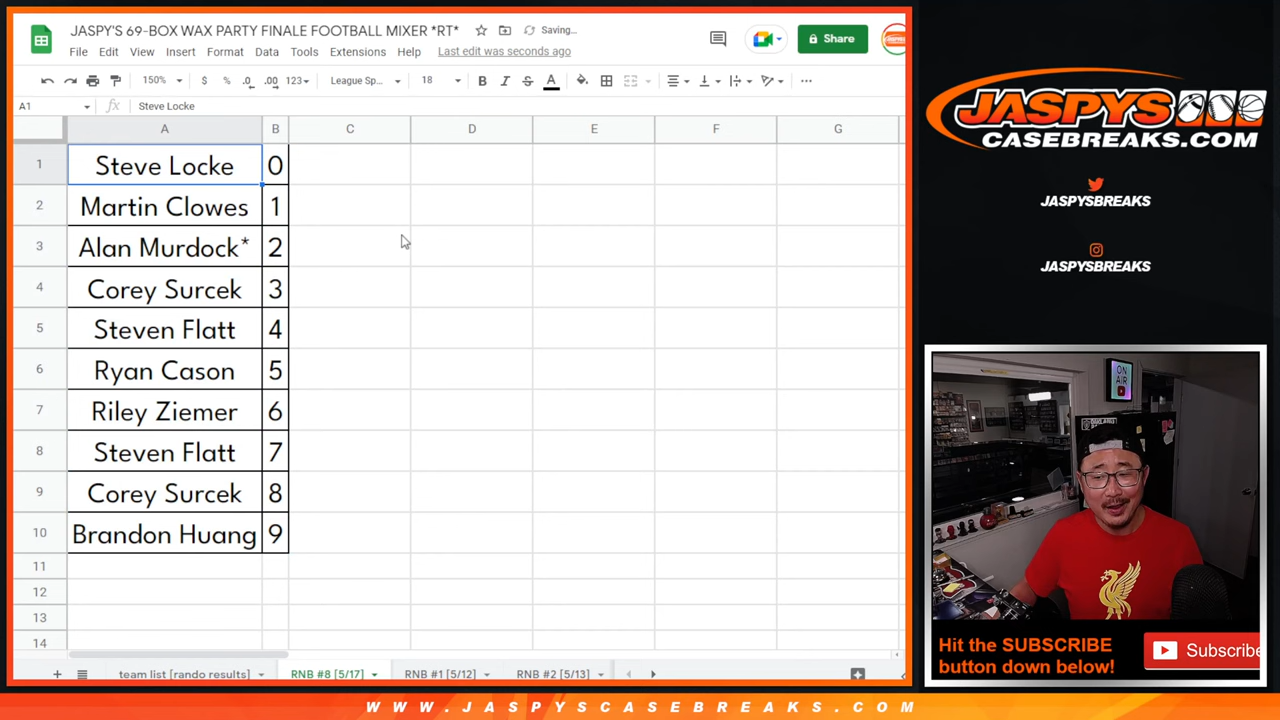 JASPY'S 69-BOX WAX PARTY FINALE FOOTBALL MIXER *RT*
Saving...
File Edit View Insert Format Data Tools Extensions Help Last edit was seconds ago
Share
150% $ % .0 .00 123 League Sp... 18 B I S A
A1 fx Steve Locke
A B C D E F G
1 Steve Locke 0
2 Martin Clowes 1
3 Alan Murdock* 2
4 Corey Surcek 3
5 Steven Flatt 4
6 Ryan Cason 5
7 Riley Ziemer 6
8 Steven Flatt 7
9 Corey Surcek 8
10 Brandon Huang 9
11
12
13
14
team list [rando results] RNB #8 [5/17] RNB #1 [5/12] RNB #2 [5/13]
JASPYS
CASEBREAKS.COM
JASPYSBREAKS
JASPYSBREAKS
ON
AIR
Hit the SUBSCRIBE
button down below!
Subscribe
WWW.JASPYSCASEBREAKS.COM